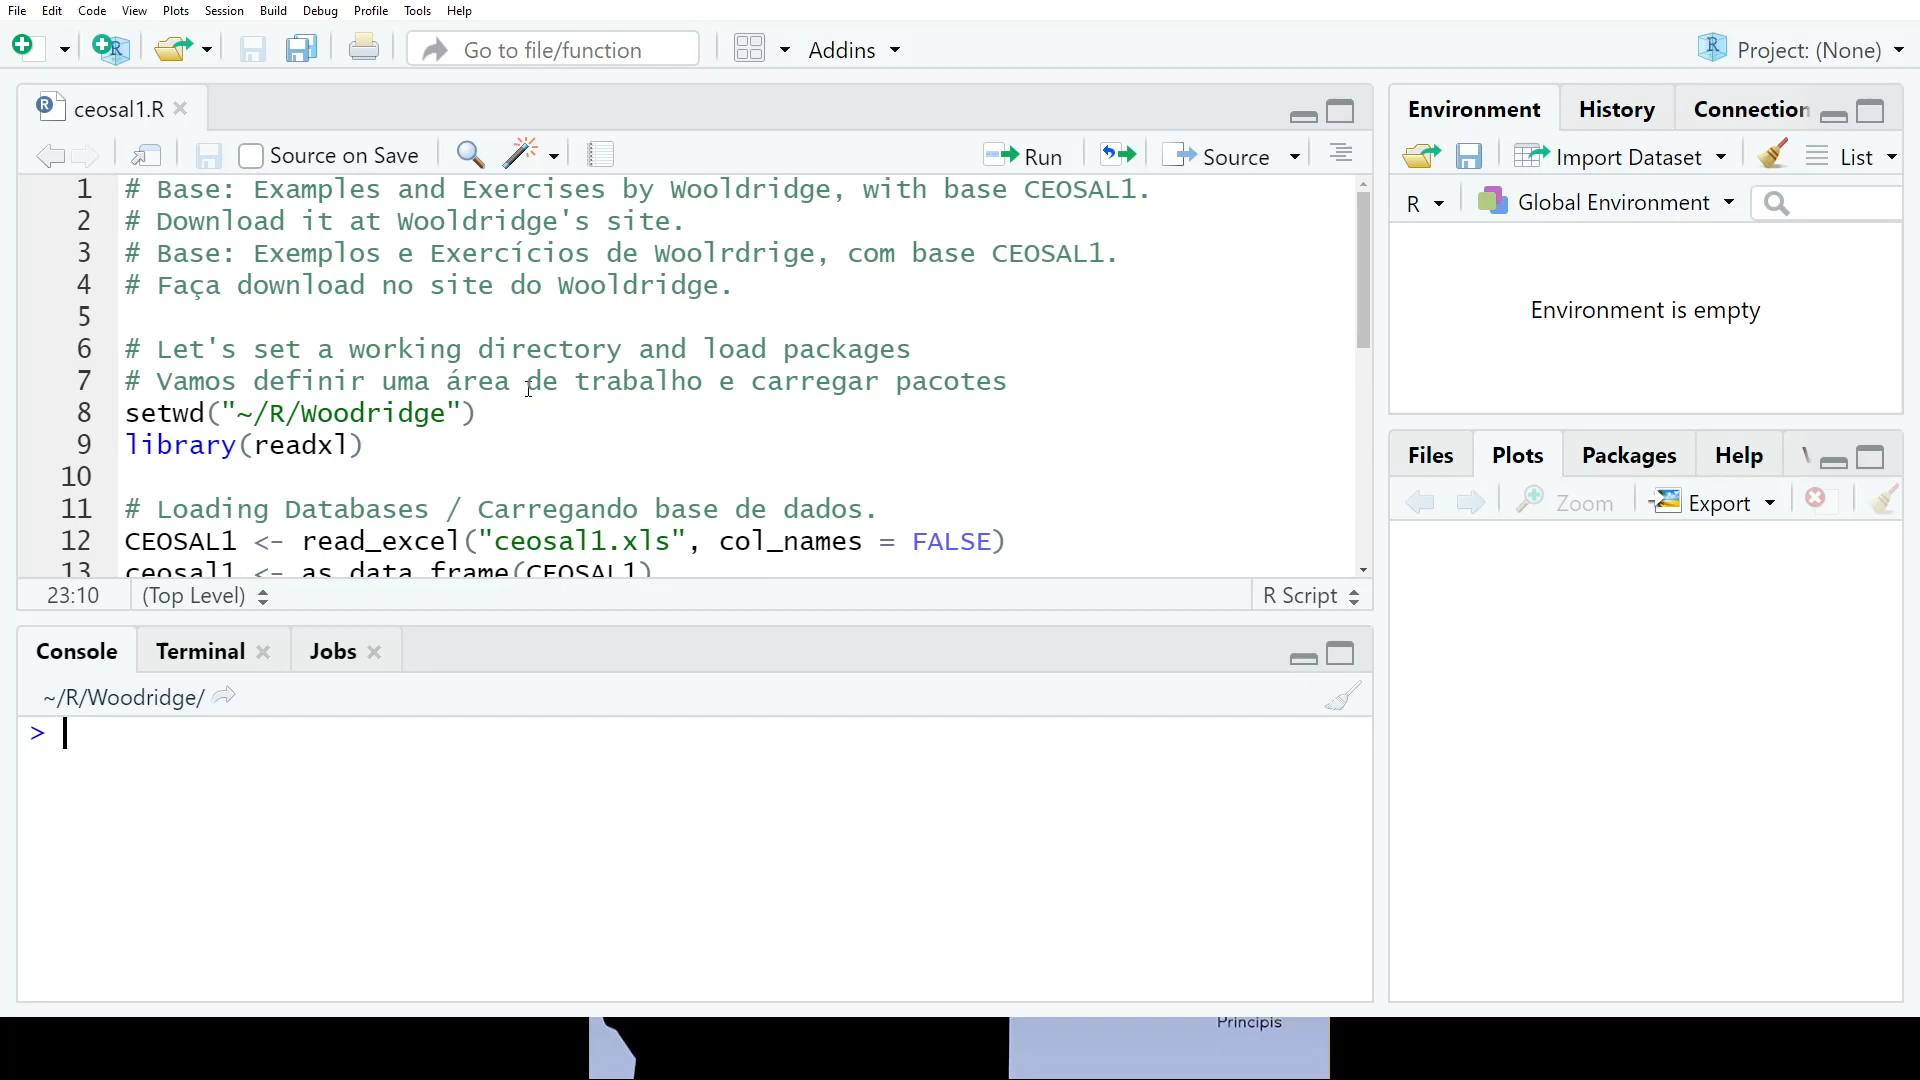 File Edit Code View Plots Session Build Debug Profile Tools Help
Go to file/function Addins Project: (None)
ceosal1.R
Source on Save Run Source
1 # Base: Examples and Exercises by Wooldridge, with base CEOSAL1.
2 # Download it at Wooldridge's site.
3 # Base: Exemplos e Exercícios de Woolrdrige, com base CEOSAL1.
4 # Faça download no site do Wooldridge.
5
6 # Let's set a working directory and load packages
7 # Vamos definir uma área de trabalho e carregar pacotes
8 setwd("~/R/Woodridge")
9 library(readxl)
10
11 # Loading Databases / Carregando base de dados.
12 CEOSAL1 <- read_excel("ceosal1.xls", col_names = FALSE)
13 ceosal1 <- as_data_frame(CEOSAL1)
23:10 (Top Level) R Script
Console Terminal Jobs
~/R/Woodridge/
>
Environment History Connection
Import Dataset List
R Global Environment
Environment is empty
Files Plots Packages Help
Zoom Export
Principis